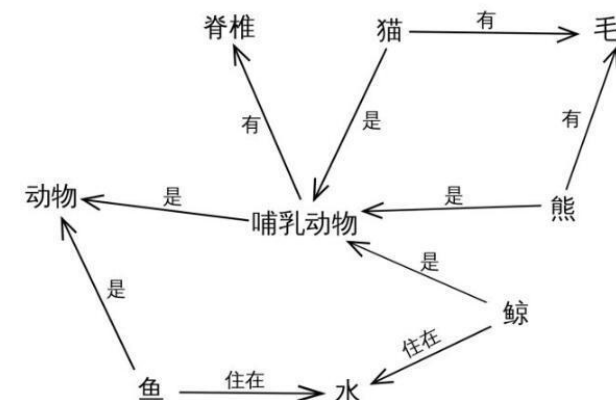 脊椎
猫
有
毛
有
是
有
动物
是
哺乳动物
是
熊
是
是
鲸
住在
鱼
住在
水